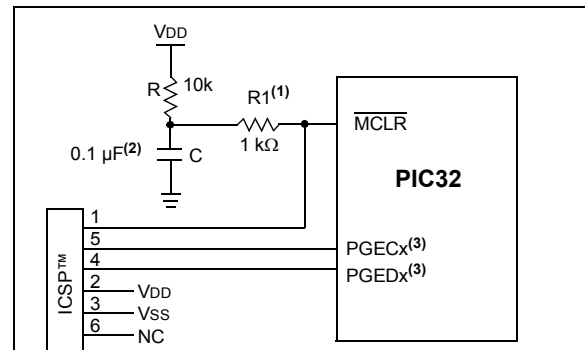 VDD
R 10k
R1(1)
1 kΩ
0.1 µF(2) C
MCLR
PIC32
PGECx(3)
PGEDx(3)
ICSP™
1
5
4
2 VDD
3 VSS
6 NC